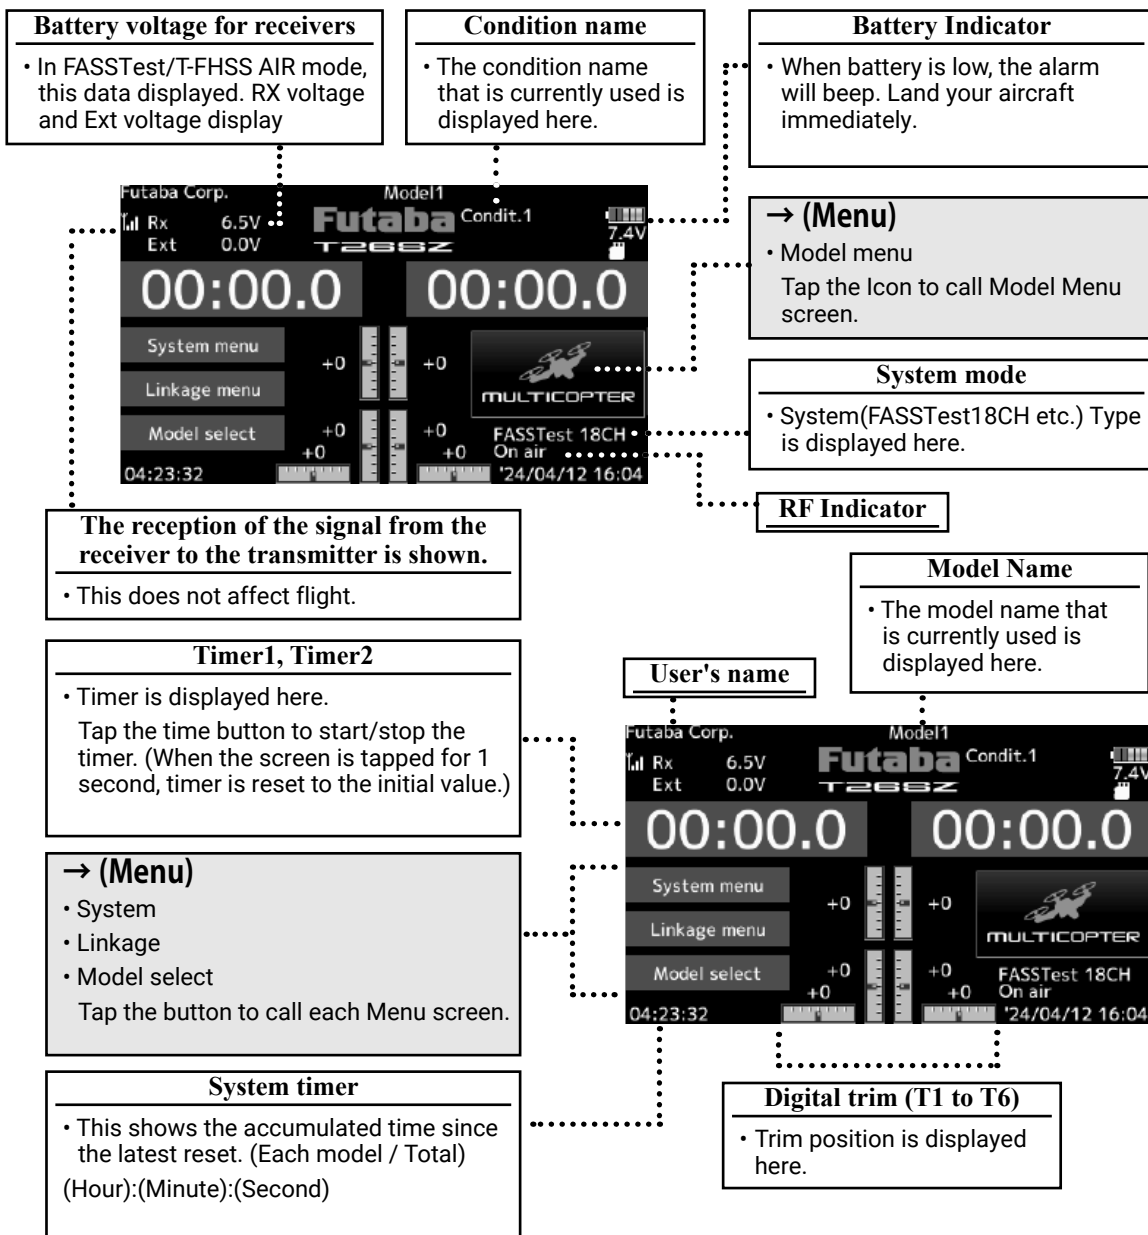 Battery voltage for receivers
・In FASSTest/T-FHSS AIR mode,
this data displayed. RX voltage
and Ext voltage display
Condition name
・The condition name
that is currently used is
displayed here.
Battery Indicator
・When battery is low, the alarm
will beep. Land your aircraft
immediately.
Futaba Corp.
Model1
Rx 6.5V
Ext 0.0V
Futaba
T26SZ
Condit.1
7.4V
00:00.0
00:00.0
System menu
Linkage menu
Model select
+0
+0
+0
+0
+0
+0
MULTICOPTER
FASSTest 18CH
On air
04:23:32
'24/04/12 16:04
→ (Menu)
・Model menu
Tap the Icon to call Model Menu
screen.
System mode
・System(FASSTest18CH etc.) Type
is displayed here.
RF Indicator
The reception of the signal from the
receiver to the transmitter is shown.
・This does not affect flight.
Model Name
・The model name that
is currently used is
displayed here.
Timer1, Timer2
・Timer is displayed here.
Tap the time button to start/stop the
timer. (When the screen is tapped for 1
second, timer is reset to the initial value.)
User's name
Futaba Corp.
Model1
Rx 6.5V
Ext 0.0V
Futaba
T26SZ
Condit.1
7.4V
00:00.0
00:00.0
System menu
Linkage menu
Model select
+0
+0
+0
+0
+0
+0
MULTICOPTER
FASSTest 18CH
On air
04:23:32
'24/04/12 16:04
→ (Menu)
・System
・Linkage
・Model select
Tap the button to call each Menu screen.
System timer
・This shows the accumulated time since
the latest reset. (Each model / Total)
(Hour):(Minute):(Second)
Digital trim (T1 to T6)
・Trim position is displayed
here.